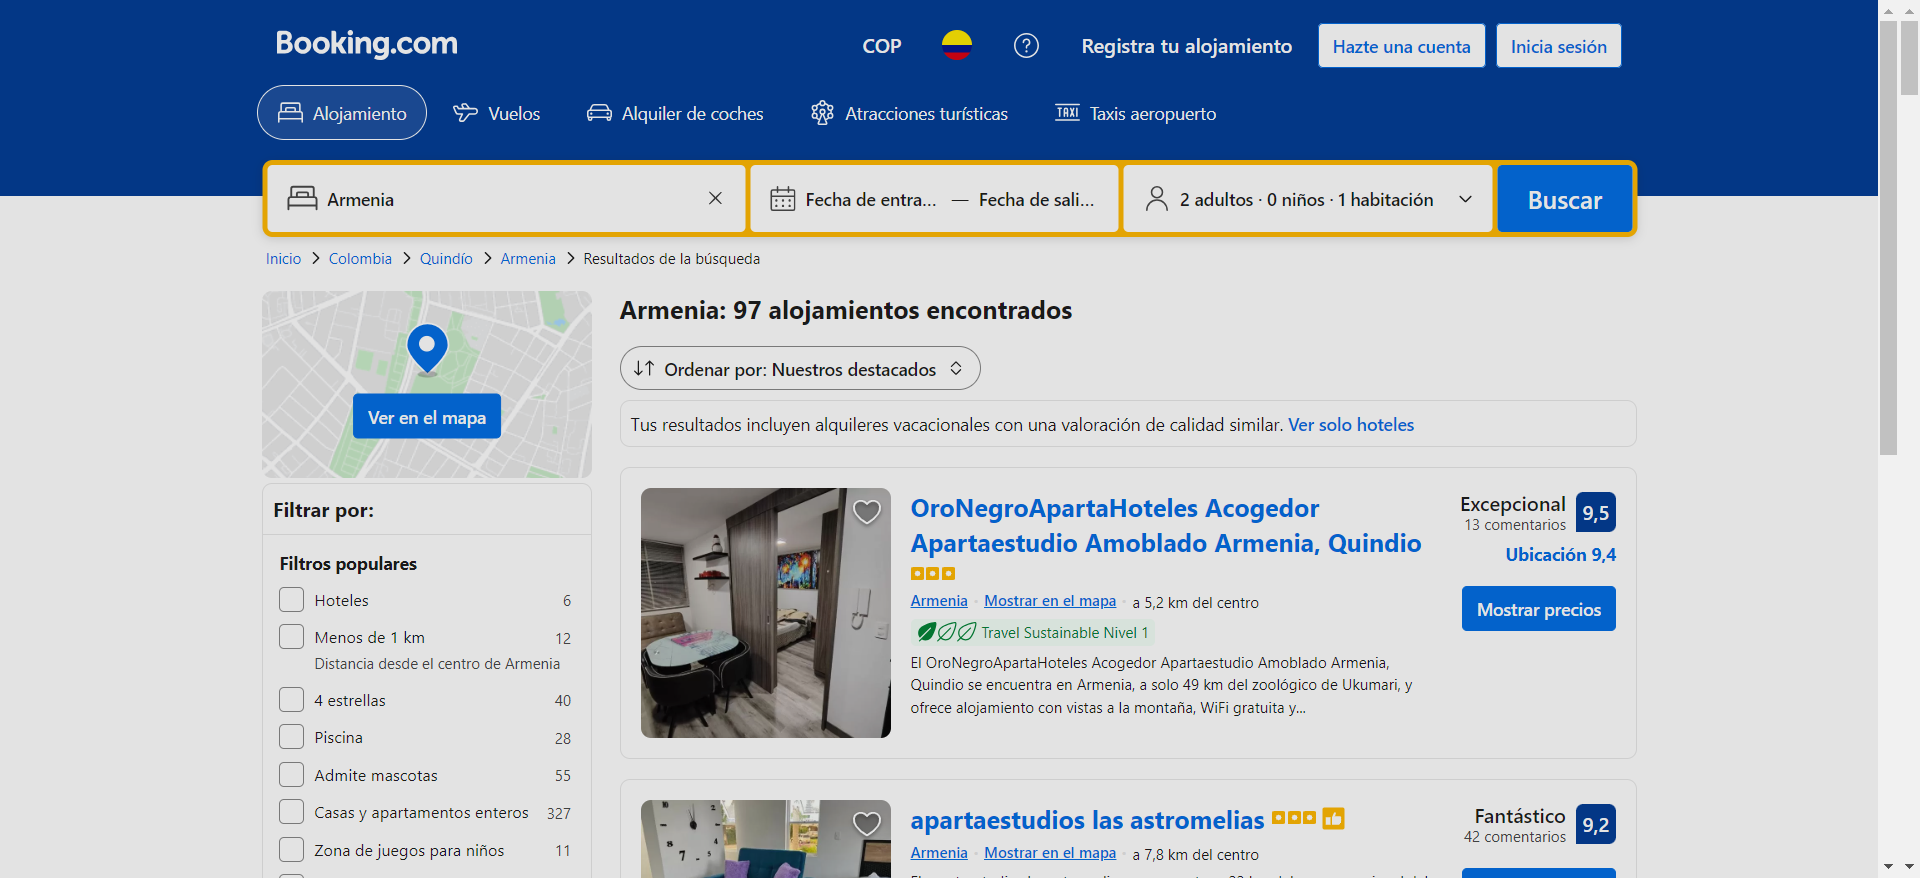 Booking.com
COP
Registra tu alojamiento
Hazte una cuenta
Inicia sesión
Alojamiento
Vuelos
Alquiler de coches
Atracciones turísticas
TAXI
Taxis aeropuerto
Armenia
Fecha de entra... — Fecha de sali...
2 adultos · 0 niños · 1 habitación
Buscar
Inicio > Colombia > Quindío > Armenia > Resultados de la búsqueda
Ver en el mapa
Filtrar por:
Filtros populares
Hoteles 6
Menos de 1 km 12
Distancia desde el centro de Armenia
4 estrellas 40
Piscina 28
Admite mascotas 55
Casas y apartamentos enteros 327
Zona de juegos para niños 11
Armenia: 97 alojamientos encontrados
Ordenar por: Nuestros destacados
Tus resultados incluyen alquileres vacacionales con una valoración de calidad similar. Ver solo hoteles
OroNegroApartaHoteles Acogedor
Apartaestudio Amoblado Armenia, Quindio
Armenia · Mostrar en el mapa · a 5,2 km del centro
Travel Sustainable Nivel 1
El OroNegroApartaHoteles Acogedor Apartaestudio Amoblado Armenia,
Quindio se encuentra en Armenia, a solo 49 km del zoológico de Ukumari, y
ofrece alojamiento con vistas a la montaña, WiFi gratuita y...
Excepcional 9,5
13 comentarios
Ubicación 9,4
Mostrar precios
apartaestudios las astromelias
Armenia · Mostrar en el mapa · a 7,8 km del centro
Fantástico 9,2
42 comentarios